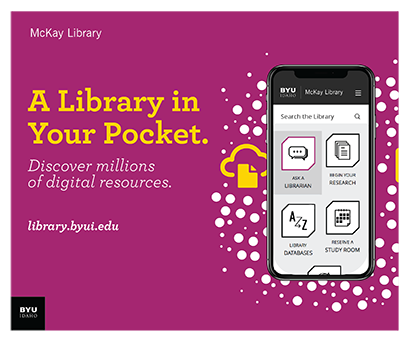 McKay Library
A Library in
Your Pocket.
Discover millions
of digital resources.
library.byui.edu
BYU
IDAHO
BYU
IDAHO
McKay Library
Search the Library
ASK A
LIBRARIAN
BEGIN YOUR
RESEARCH
A-Z
LIBRARY
DATABASES
RESERVE A
STUDY ROOM